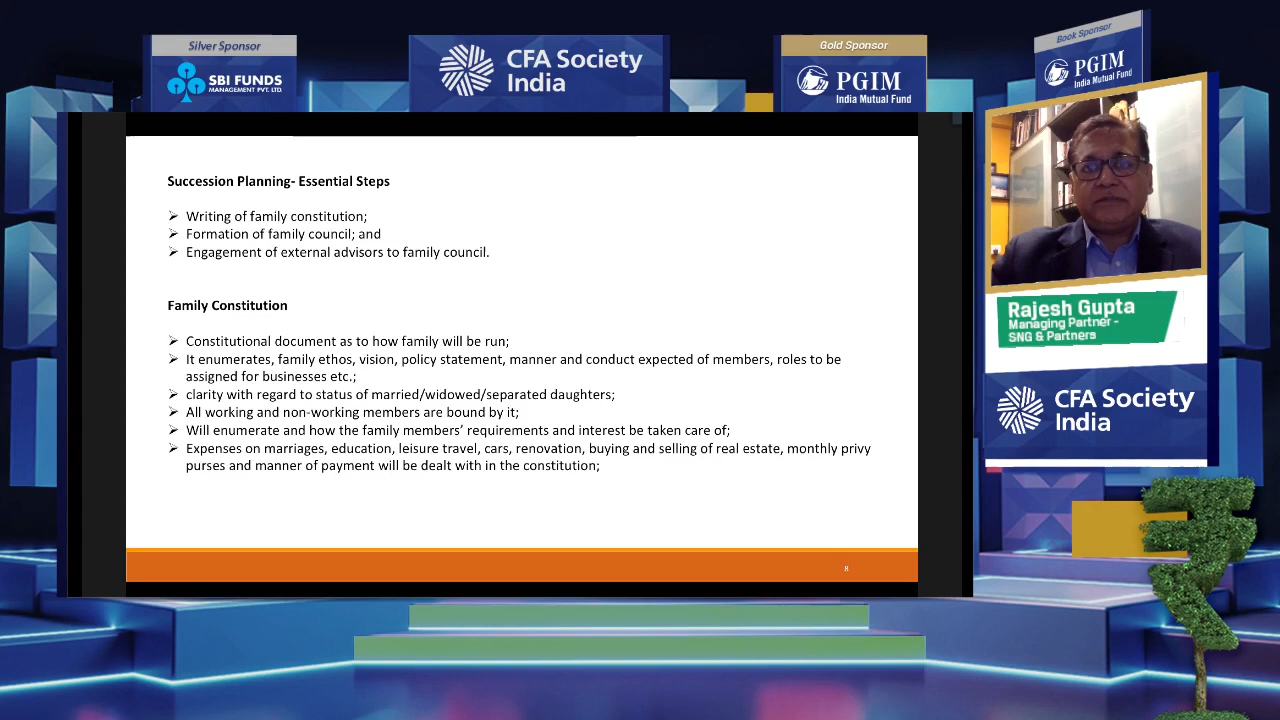 Silver Sponsor
SBI FUNDS
MANAGEMENT PVT. LTD.
CFA Society
India
Gold Sponsor
PGIM
India Mutual Fund
Book Sponsor
PGIM
India Mutual Fund
Succession Planning- Essential Steps
➢ Writing of family constitution;
➢ Formation of family council; and
➢ Engagement of external advisors to family council.
Family Constitution
➢ Constitutional document as to how family will be run;
➢ It enumerates, family ethos, vision, policy statement, manner and conduct expected of members, roles to be
assigned for businesses etc.;
➢ clarity with regard to status of married/widowed/separated daughters;
➢ All working and non-working members are bound by it;
➢ Will enumerate and how the family members’ requirements and interest be taken care of;
➢ Expenses on marriages, education, leisure travel, cars, renovation, buying and selling of real estate, monthly privy
purses and manner of payment will be dealt with in the constitution;
8
Rajesh Gupta
Managing Partner -
SNG & Partners
CFA Society
India